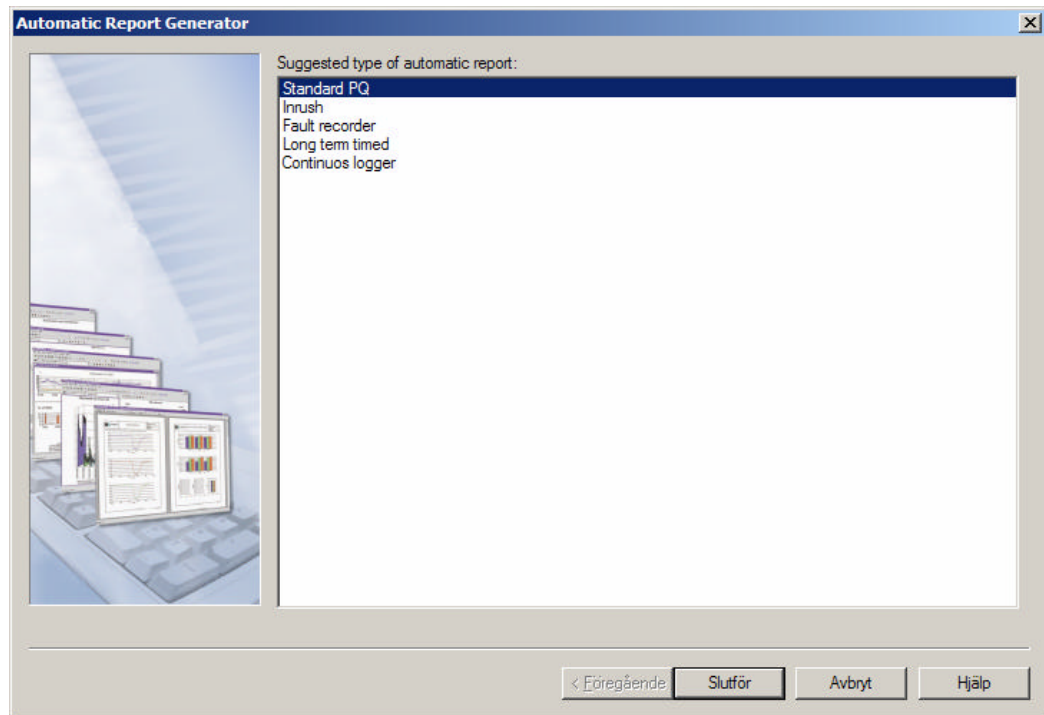 Automatic Report Generator
Suggested type of automatic report:
Standard PQ
Inrush
Fault recorder
Long term timed
Continuos logger
< Föregående
Slutför
Avbryt
Hjälp